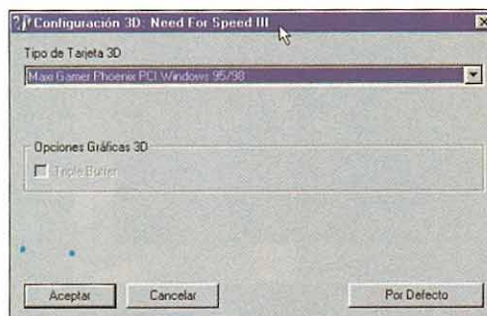 Configuración 3D: Need For Speed III
Tipo de Tarjeta 3D
Maxi Gamer Phoenix PCI Windows 95/98
Opciones Gráficas 3D
Triple Buffer
Aceptar
Cancelar
Por Defecto